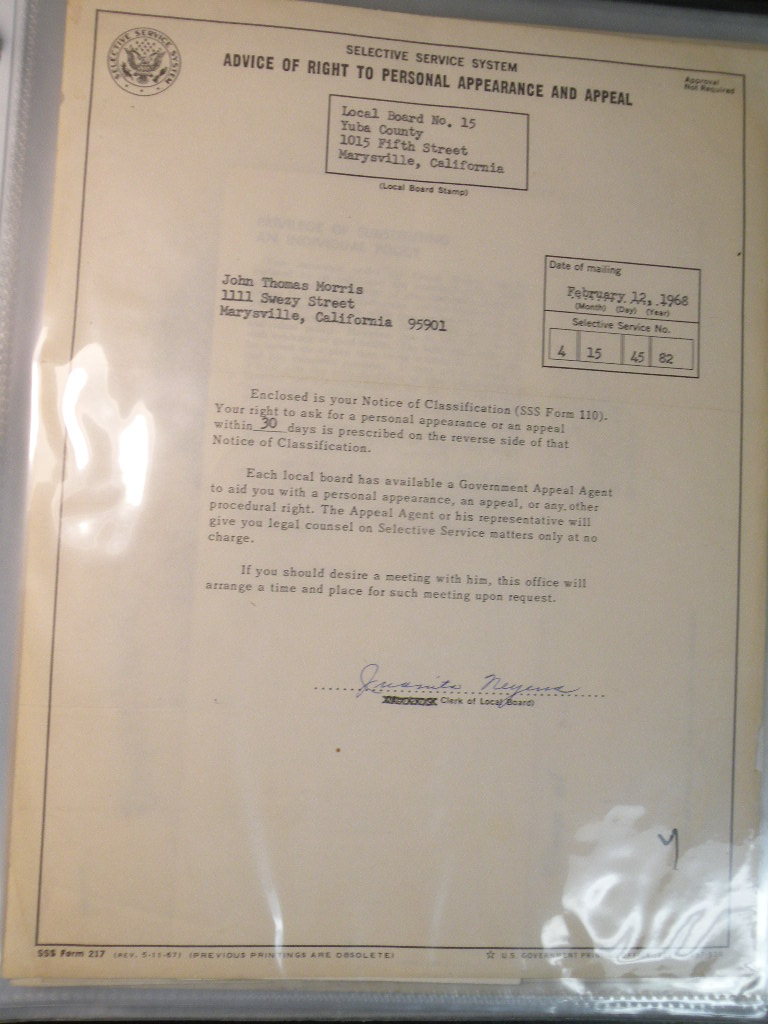 SELECTIVE SERVICE SYSTEM
SELECTIVE SERVICE SYSTEM
ADVICE OF RIGHT TO PERSONAL APPEARANCE AND APPEAL
Approval
Not Required
Local Board No. 15
Yuba County
1015 Fifth Street
Marysville, California
(Local Board Stamp)
John Thomas Morris
1111 Swezy Street
Marysville, California 95901
Date of mailing
February 12, 1968
(Month) (Day) (Year)
Selective Service No.
4 15 45 82
Enclosed is your Notice of Classification (SSS Form 110).
Your right to ask for a personal appearance or an appeal
within 30 days is prescribed on the reverse side of that
Notice of Classification.
Each local board has available a Government Appeal Agent
to aid you with a personal appearance, an appeal, or any other
procedural right. The Appeal Agent or his representative will
give you legal counsel on Selective Service matters only at no
charge.
If you should desire a meeting with him, this office will
arrange a time and place for such meeting upon request.
Juanita
Clerk of Local Board)
SSS Form 217 (REV. 5-11-67) (PREVIOUS PRINTINGS ARE OBSOLETE)
☆ U.S. GOVERNMENT